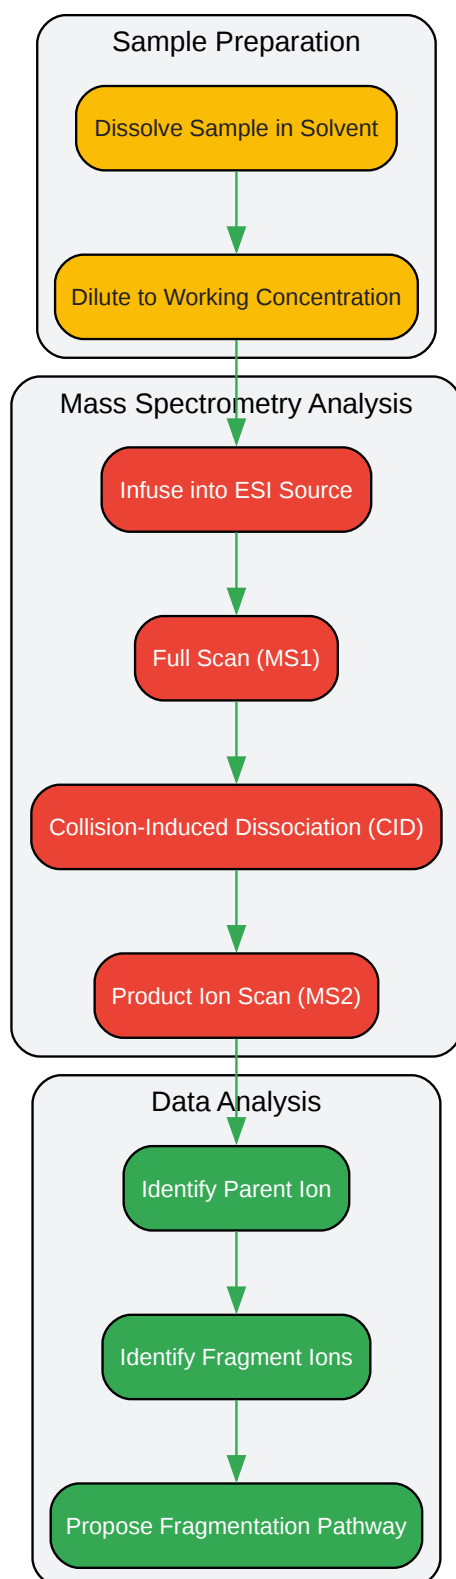 Sample Preparation
Dissolve Sample in Solvent
Dilute to Working Concentration
Mass Spectrometry Analysis
Infuse into ESI Source
Full Scan (MS1)
Collision-Induced Dissociation (CID)
Product Ion Scan (MS2)
Data Analysis
Identify Parent Ion
Identify Fragment Ions
Propose Fragmentation Pathway